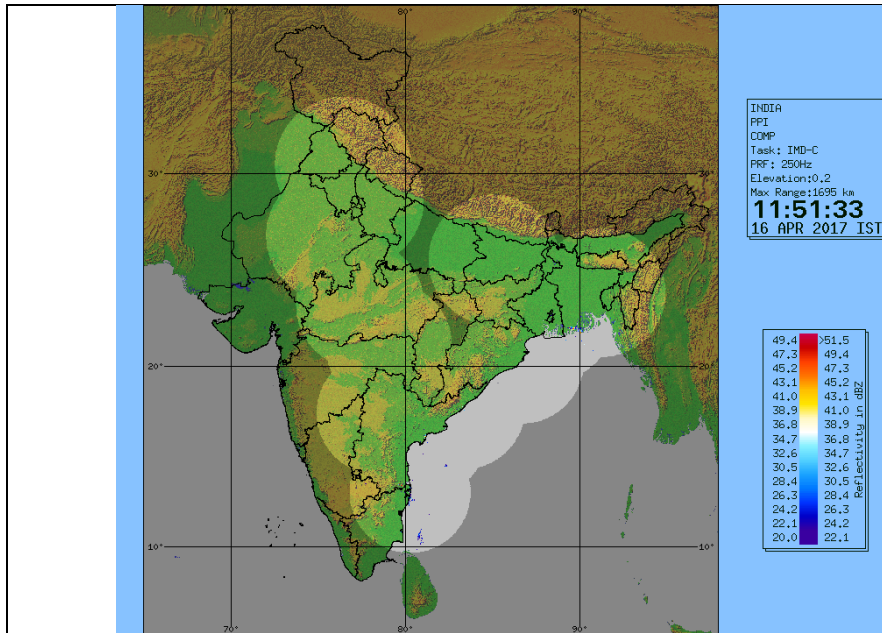 70° 80° 90°
30° 30°
20° 20°
10° 10°
70° 80° 90°
INDIA
PPI
COMP
Task: IMD-C
PRF: 250Hz
Elevation:0.2
Max Range:1695 km
11:51:33
16 APR 2017 IST
49.4 >51.5
47.3 49.4
45.2 47.3
43.1 45.2
41.0 43.1
38.9 41.0
36.8 38.9
34.7 36.8
32.6 34.7
30.5 32.6
28.4 30.5
26.3 28.4
24.2 26.3
22.1 24.2
20.0 22.1
Reflectivity in dBZ